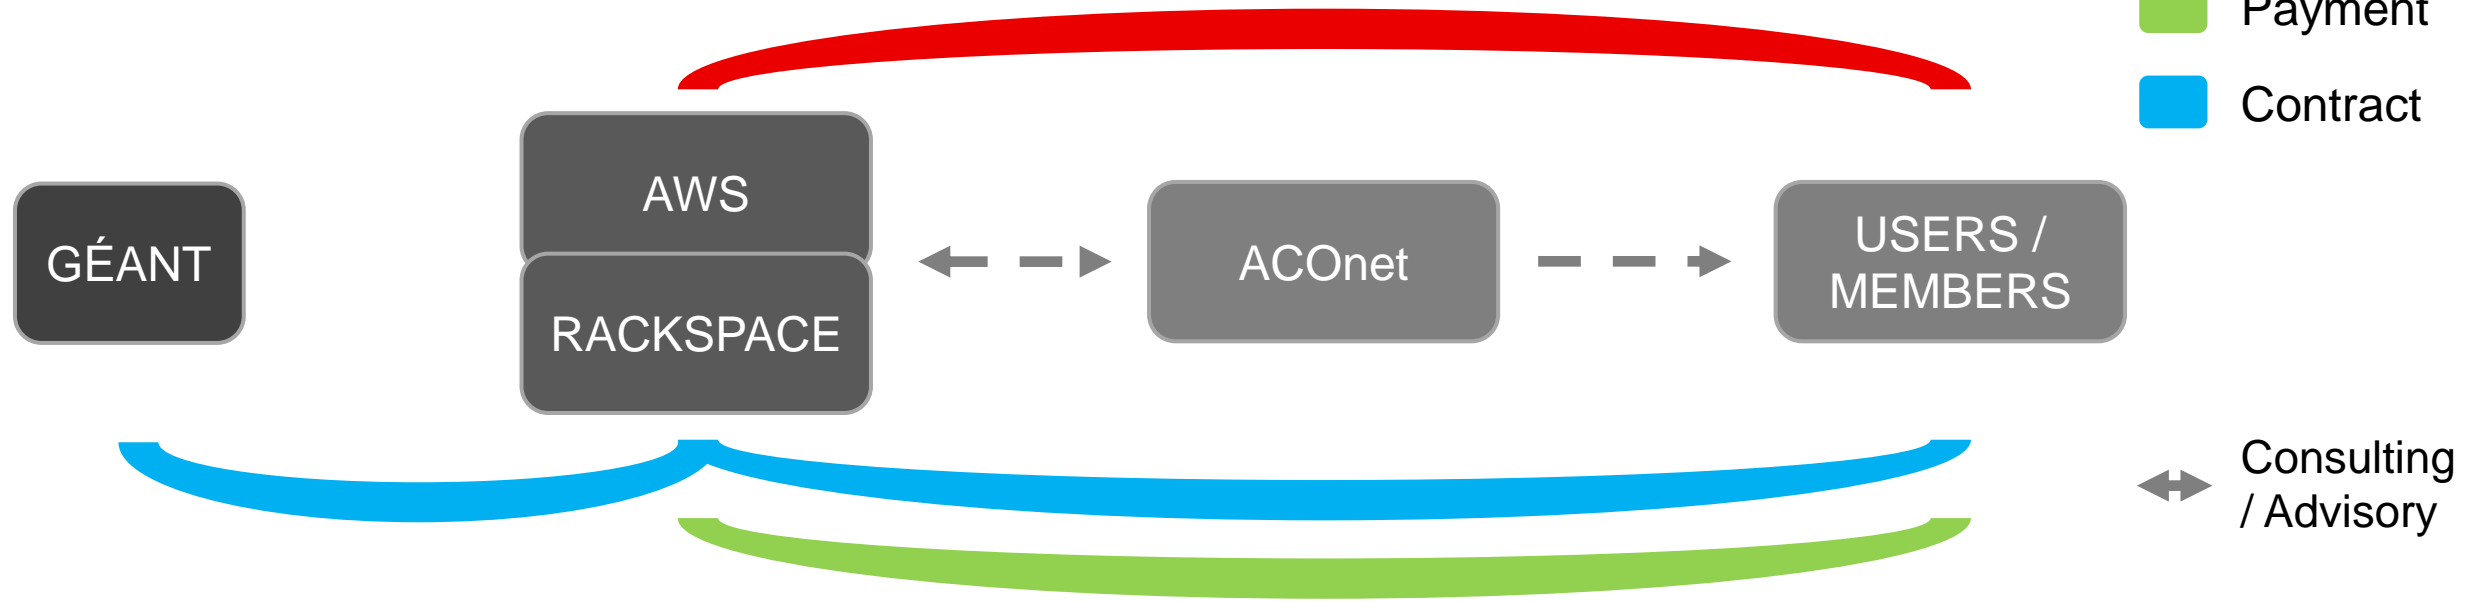 Payment
Contract
AWS
GÉANT
ACOnet
USERS /
MEMBERS
RACKSPACE
Consulting
/ Advisory